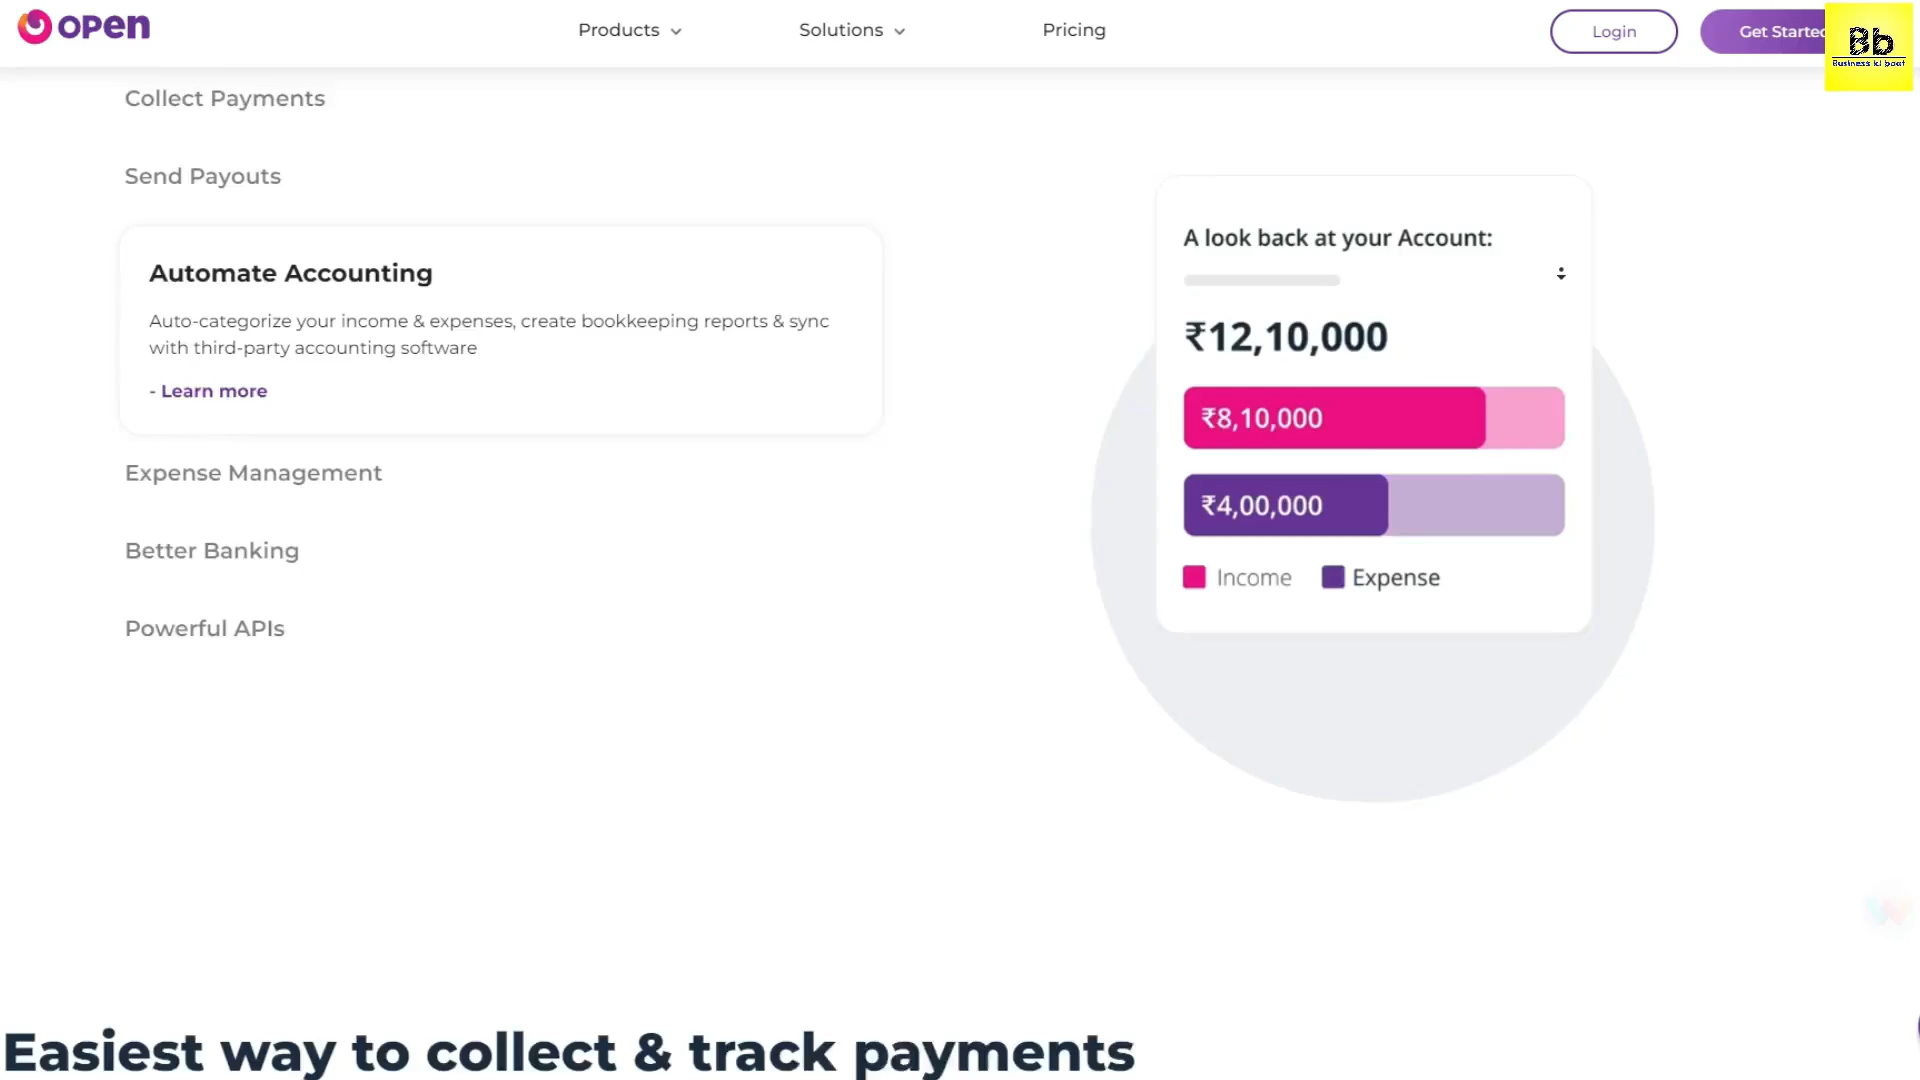 OPEN
Products
Solutions
Pricing
Login
Get Started
Bb
Business ki baat
Collect Payments
Send Payouts
Automate Accounting
Auto-categorize your income & expenses, create bookkeeping reports & sync
with third-party accounting software
- Learn more
Expense Management
Better Banking
Powerful APIs
A look back at your Account:
₹12,10,000
₹8,10,000
₹4,00,000
Income
Expense
Easiest way to collect & track payments